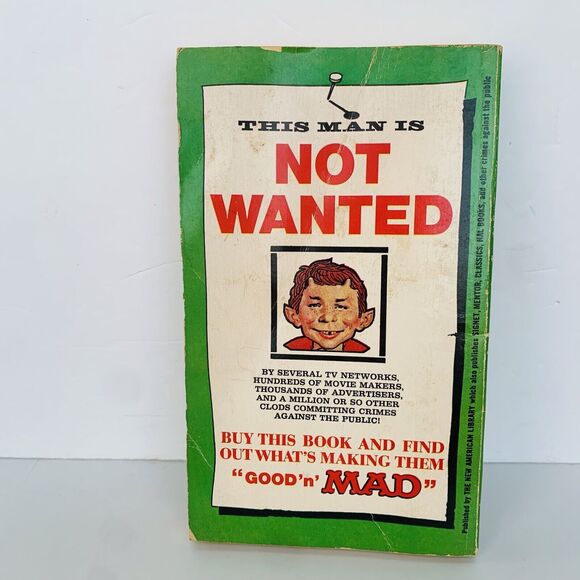 THIS MAN IS
NOT
WANTED
BY SEVERAL TV NETWORKS,
HUNDREDS OF MOVIE MAKERS,
THOUSANDS OF ADVERTISERS,
AND A MILLION OR SO OTHER
CLODS COMMITTING CRIMES
AGAINST THE PUBLIC!
BUY THIS BOOK AND FIND
OUT WHAT'S MAKING THEM
"GOOD 'n' MAD"
Published by THE NEW AMERICAN LIBRARY which also publishes SIGNET, MENTOR, CLASSICS, NAL BOOKS, and other crimes against the public